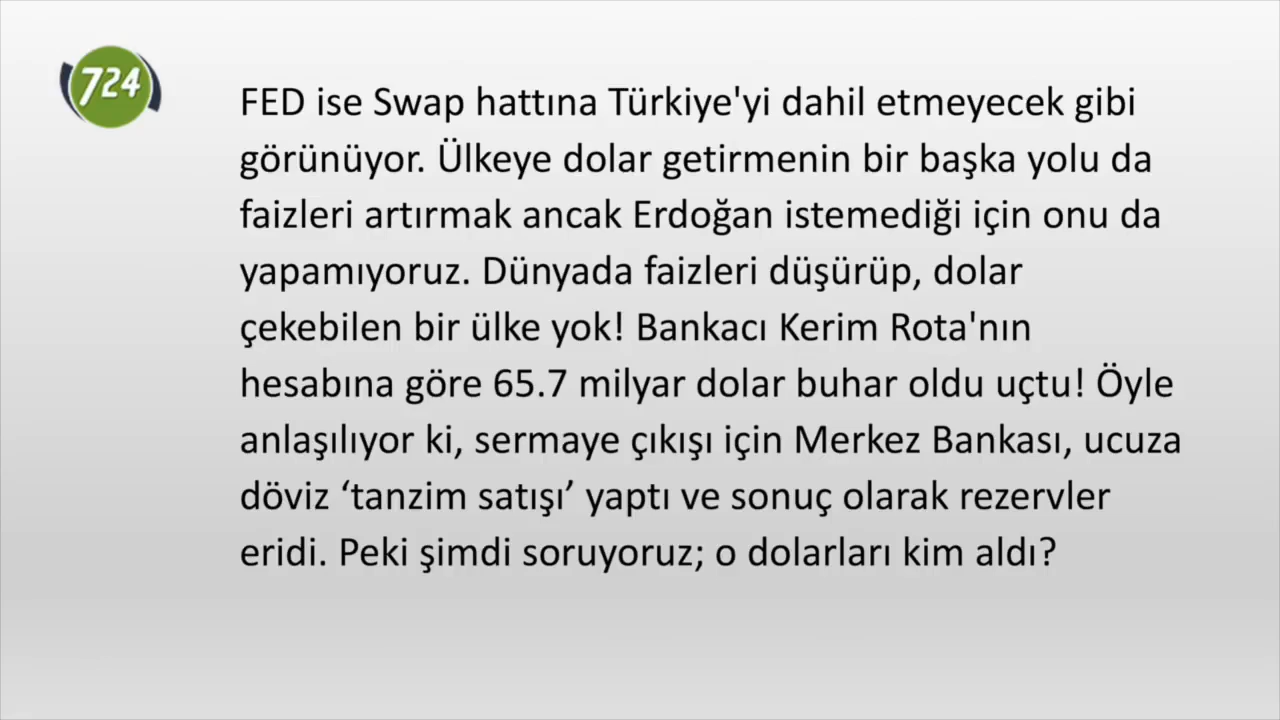 724
FED ise Swap hattına Türkiye'yi dahil etmeyecek gibi
görünüyor. Ülkeye dolar getirmenin bir başka yolu da
faizleri artırmak ancak Erdoğan istemediği için onu da
yapamıyoruz. Dünyada faizleri düşürüp, dolar
çekebilen bir ülke yok! Bankacı Kerim Rota'nın
hesabına göre 65.7 milyar dolar buhar oldu uçtu! Öyle
anlaşılıyor ki, sermaye çıkışı için Merkez Bankası, ucuza
döviz ‘tanzim satışı’ yaptı ve sonuç olarak rezervler
eridi. Peki şimdi soruyoruz; o dolarları kim aldı?